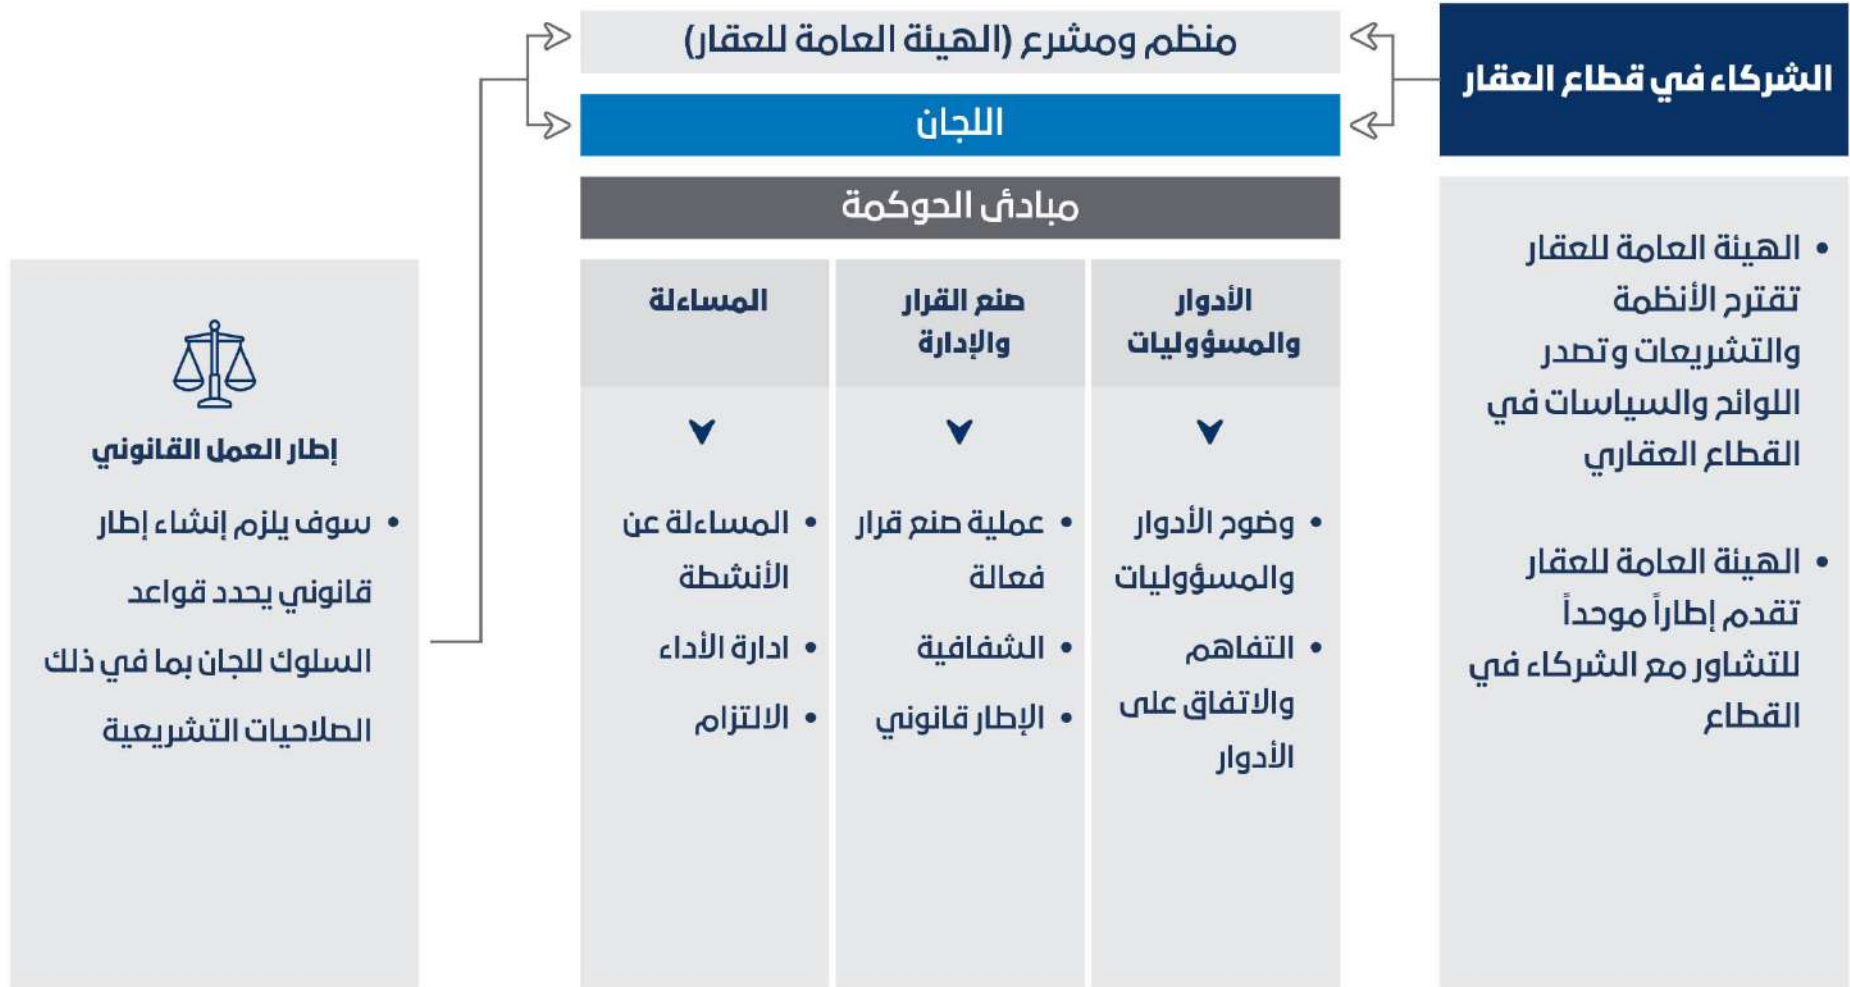 الشركاء في قطاع العقار
• الهيئة العامة للعقار
تقترح الأنظمة
والتشريعات وتصدر
اللوائح والسياسات في
القطاع العقاري
• الهيئة العامة للعقار
تقدم إطاراً موحداً
للتشاور مع الشركاء في
القطاع
منظم ومشرع (الهيئة العامة للعقار)
اللجان
مبادئ الحوكمة
الأدوار
والمسؤوليات
• وضوح الأدوار
والمسؤوليات
• التفاهم
والاتفاق على
الأدوار
صنع القرار
والإدارة
• عملية صنع قرار
فعالة
• الشفافية
• الإطار قانوني
المساءلة
• المساءلة عن
الأنشطة
• ادارة الأداء
• الالتزام
إطار العمل القانوني
• سوف يلزم إنشاء إطار
قانوني يحدد قواعد
السلوك للجان بما في ذلك
الصلاحيات التشريعية